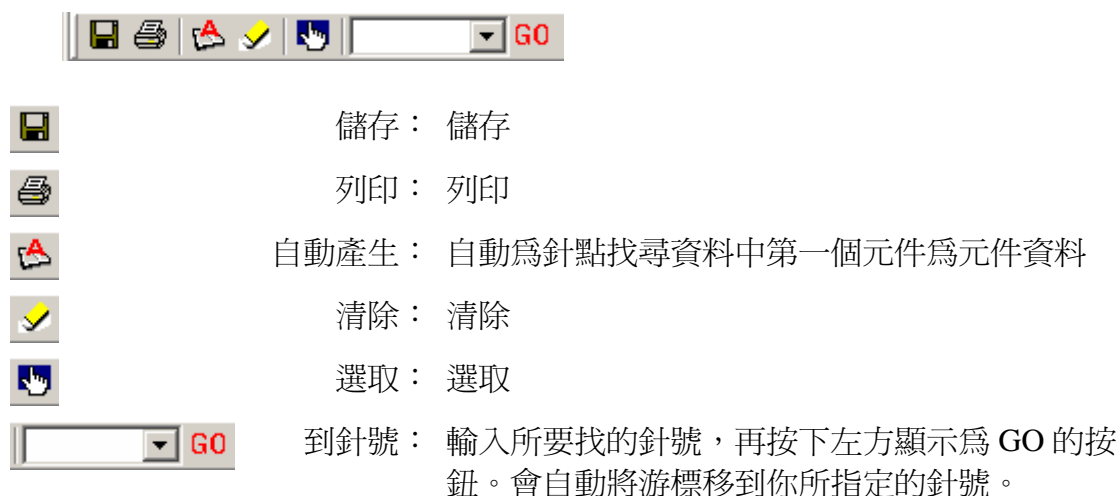 GO
儲存： 儲存
列印： 列印
自動產生： 自動爲針點找尋資料中第一個元件爲元件資料
清除： 清除
選取： 選取
GO 到針號： 輸入所要找的針號，再按下左方顯示爲 GO 的按
鈕。會自動將游標移到你所指定的針號。